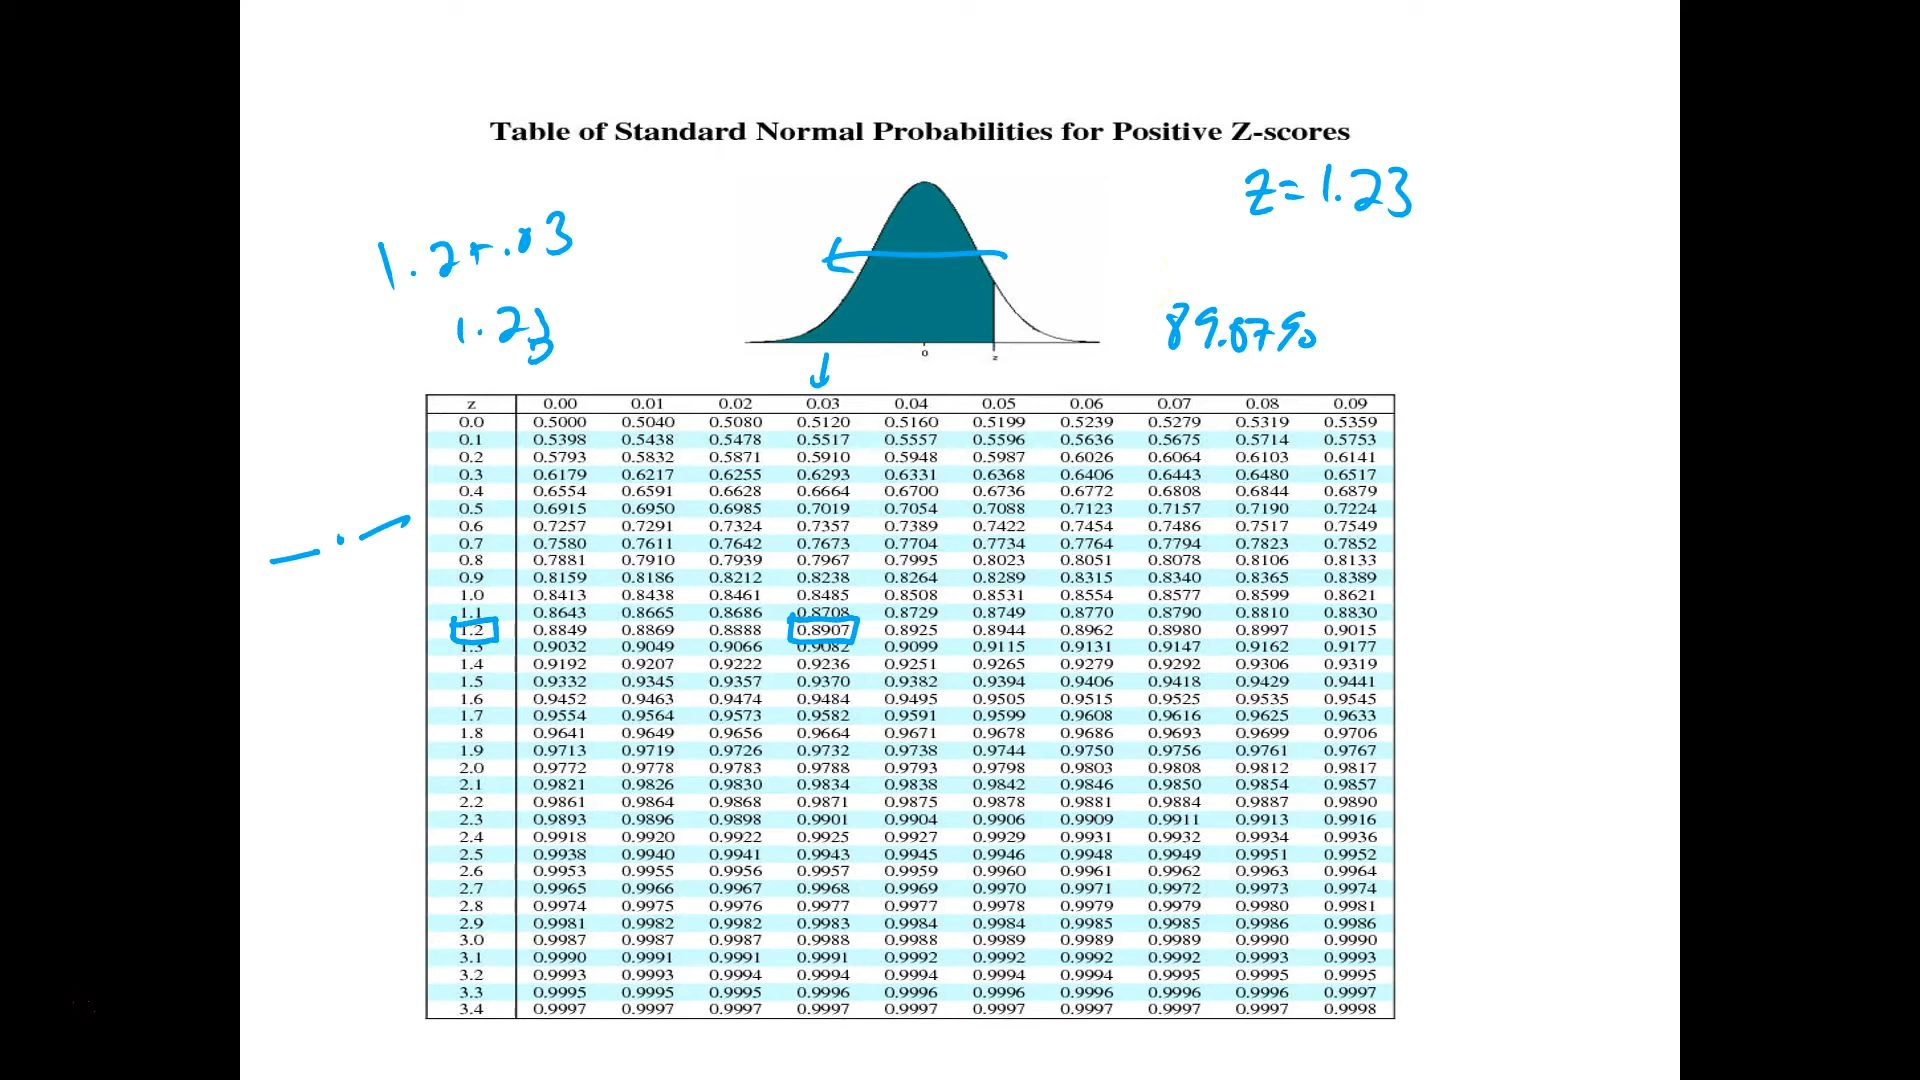 Table of Standard Normal Probabilities for Positive Z-scores
z=1.23
1.2+.03
1.23
89.07%
0 z
z 0.00 0.01 0.02 0.03 0.04 0.05 0.06 0.07 0.08 0.09
0.0 0.5000 0.5040 0.5080 0.5120 0.5160 0.5199 0.5239 0.5279 0.5319 0.5359
0.1 0.5398 0.5438 0.5478 0.5517 0.5557 0.5596 0.5636 0.5675 0.5714 0.5753
0.2 0.5793 0.5832 0.5871 0.5910 0.5948 0.5987 0.6026 0.6064 0.6103 0.6141
0.3 0.6179 0.6217 0.6255 0.6293 0.6331 0.6368 0.6406 0.6443 0.6480 0.6517
0.4 0.6554 0.6591 0.6628 0.6664 0.6700 0.6736 0.6772 0.6808 0.6844 0.6879
0.5 0.6915 0.6950 0.6985 0.7019 0.7054 0.7088 0.7123 0.7157 0.7190 0.7224
0.6 0.7257 0.7291 0.7324 0.7357 0.7389 0.7422 0.7454 0.7486 0.7517 0.7549
0.7 0.7580 0.7611 0.7642 0.7673 0.7704 0.7734 0.7764 0.7794 0.7823 0.7852
0.8 0.7881 0.7910 0.7939 0.7967 0.7995 0.8023 0.8051 0.8078 0.8106 0.8133
0.9 0.8159 0.8186 0.8212 0.8238 0.8264 0.8289 0.8315 0.8340 0.8365 0.8389
1.0 0.8413 0.8438 0.8461 0.8485 0.8508 0.8531 0.8554 0.8577 0.8599 0.8621
1.1 0.8643 0.8665 0.8686 0.8708 0.8729 0.8749 0.8770 0.8790 0.8810 0.8830
1.2 0.8849 0.8869 0.8888 0.8907 0.8925 0.8944 0.8962 0.8980 0.8997 0.9015
1.3 0.9032 0.9049 0.9066 0.9082 0.9099 0.9115 0.9131 0.9147 0.9162 0.9177
1.4 0.9192 0.9207 0.9222 0.9236 0.9251 0.9265 0.9279 0.9292 0.9306 0.9319
1.5 0.9332 0.9345 0.9357 0.9370 0.9382 0.9394 0.9406 0.9418 0.9429 0.9441
1.6 0.9452 0.9463 0.9474 0.9484 0.9495 0.9505 0.9515 0.9525 0.9535 0.9545
1.7 0.9554 0.9564 0.9573 0.9582 0.9591 0.9599 0.9608 0.9616 0.9625 0.9633
1.8 0.9641 0.9649 0.9656 0.9664 0.9671 0.9678 0.9686 0.9693 0.9699 0.9706
1.9 0.9713 0.9719 0.9726 0.9732 0.9738 0.9744 0.9750 0.9756 0.9761 0.9767
2.0 0.9772 0.9778 0.9783 0.9788 0.9793 0.9798 0.9803 0.9808 0.9812 0.9817
2.1 0.9821 0.9826 0.9830 0.9834 0.9838 0.9842 0.9846 0.9850 0.9854 0.9857
2.2 0.9861 0.9864 0.9868 0.9871 0.9875 0.9878 0.9881 0.9884 0.9887 0.9890
2.3 0.9893 0.9896 0.9898 0.9901 0.9904 0.9906 0.9909 0.9911 0.9913 0.9916
2.4 0.9918 0.9920 0.9922 0.9925 0.9927 0.9929 0.9931 0.9932 0.9934 0.9936
2.5 0.9938 0.9940 0.9941 0.9943 0.9945 0.9946 0.9948 0.9949 0.9951 0.9952
2.6 0.9953 0.9955 0.9956 0.9957 0.9959 0.9960 0.9961 0.9962 0.9963 0.9964
2.7 0.9965 0.9966 0.9967 0.9968 0.9969 0.9970 0.9971 0.9972 0.9973 0.9974
2.8 0.9974 0.9975 0.9976 0.9977 0.9977 0.9978 0.9979 0.9979 0.9980 0.9981
2.9 0.9981 0.9982 0.9982 0.9983 0.9984 0.9984 0.9985 0.9985 0.9986 0.9986
3.0 0.9987 0.9987 0.9987 0.9988 0.9988 0.9989 0.9989 0.9989 0.9990 0.9990
3.1 0.9990 0.9991 0.9991 0.9991 0.9992 0.9992 0.9992 0.9992 0.9993 0.9993
3.2 0.9993 0.9993 0.9994 0.9994 0.9994 0.9994 0.9994 0.9995 0.9995 0.9995
3.3 0.9995 0.9995 0.9995 0.9996 0.9996 0.9996 0.9996 0.9996 0.9996 0.9997
3.4 0.9997 0.9997 0.9997 0.9997 0.9997 0.9997 0.9997 0.9997 0.9997 0.9998